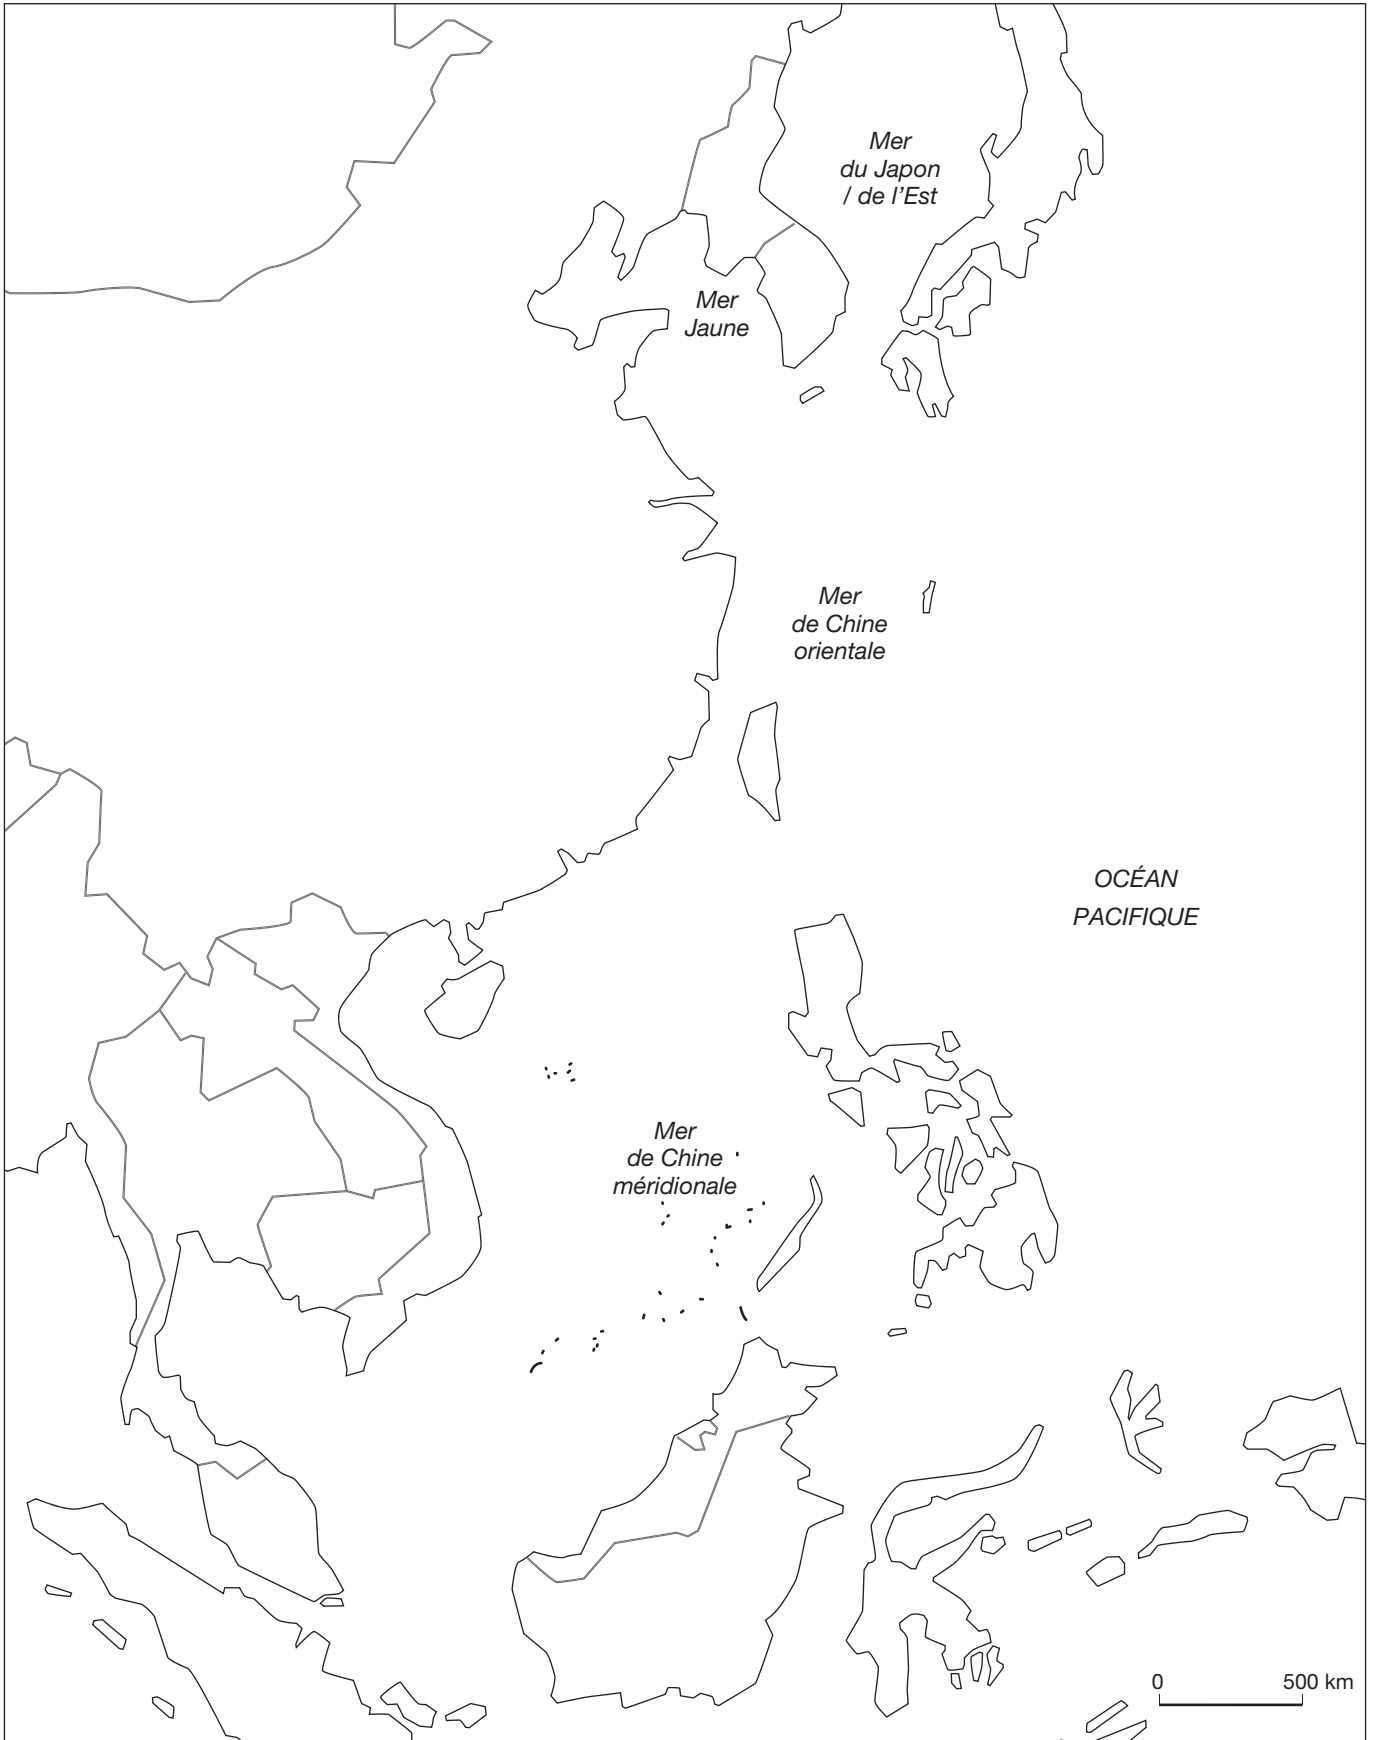 Mer
du Japon
/ de l’Est
Mer
Jaune
Mer
de Chine
orientale
OCÉAN
PACIFIQUE
Mer
de Chine
méridionale
0 500 km